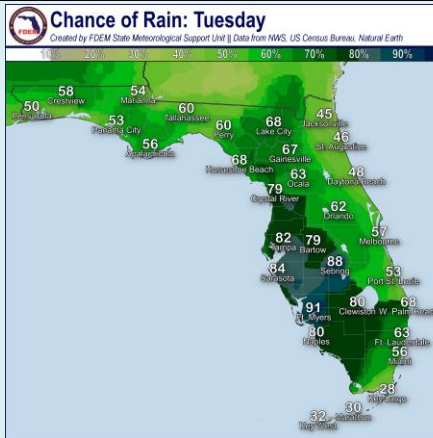 FDEM
Chance of Rain: Tuesday
Created by FDEM State Meteorological Support Unit || Data from NWS, US Census Bureau, Natural Earth
10% 20% 30% 40% 50% 60% 70% 80% 90%
58
Crestview
54
Marianna
50
Pensacola
53
Panama City
60
Tallahassee
56
Apalachicola
60
Perry
68
Lake City
45
Jacksonville
46
St. Augustine
67
Gainesville
68
Horseshoe Beach
63
Ocala
48
Daytona Beach
79
Crystal River
62
Orlando
57
Melbourne
82
Tampa
79
Bartow
88
Sebring
84
Sarasota
53
Port St. Lucie
91
Ft. Myers
80
Clewiston
68
W. Palm Beach
80
Naples
63
Ft. Lauderdale
56
Miami
28
Key Largo
30
Marathon
32
Key West